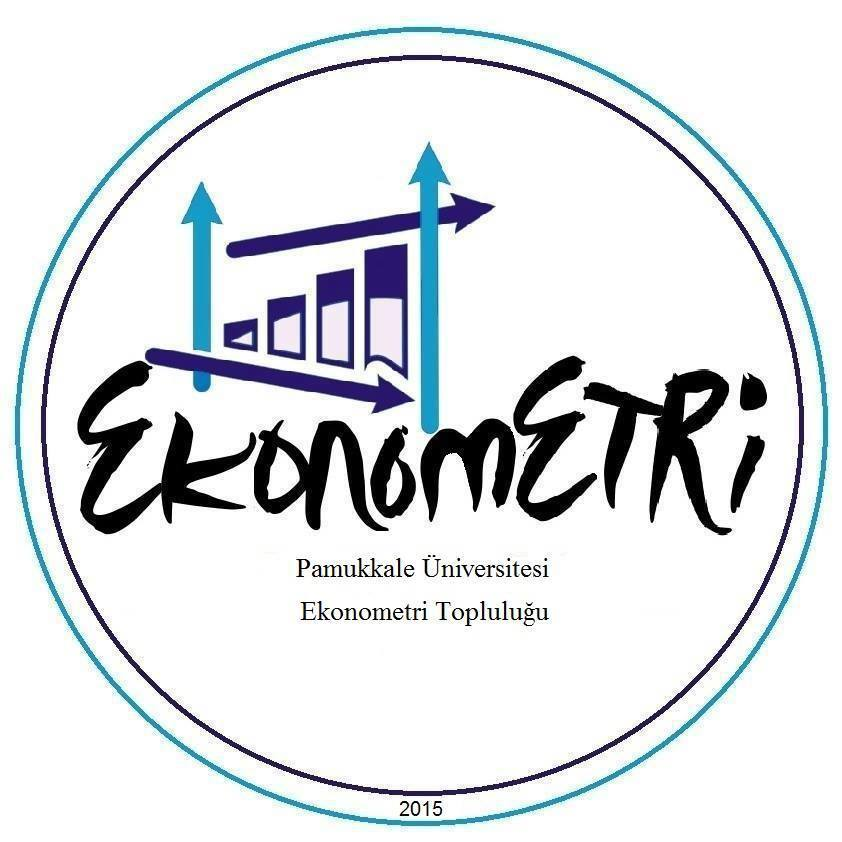 EKONOMETRİ
Pamukkale Üniversitesi
Ekonometri Topluluğu
2015